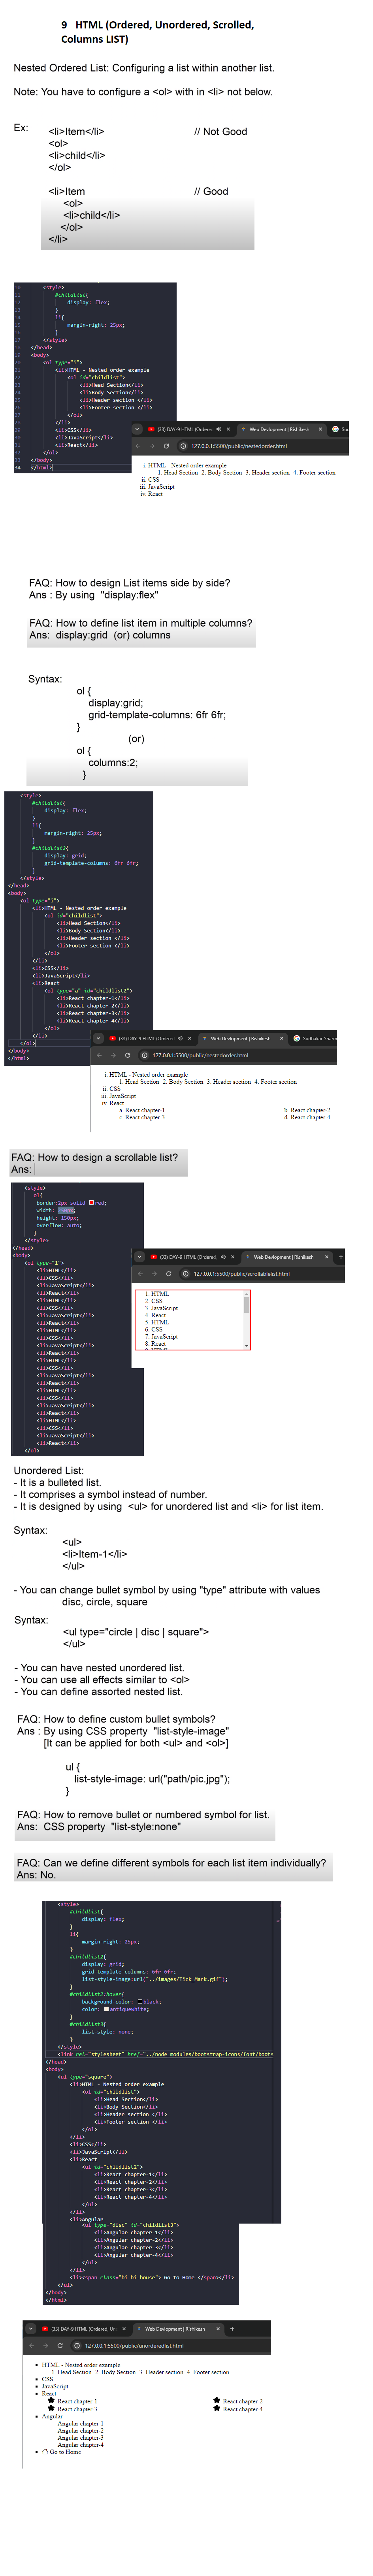 9 HTML (Ordered, Unordered, Scrolled,
Columns LIST)
Nested Ordered List: Configuring a list within another list.
Note: You have to configure a <ol> with in <li> not below.
Ex: <li>Item</li> // Not Good
<ol>
<li>child</li>
</ol>
<li>Item // Good
<ol>
<li>child</li>
</ol>
</li>
10 <style>
11 #childList{
12 display: flex;
13 }
14 li{
15 margin-right: 25px;
16 }
17 </style>
18 </head>
19 <body>
20 <ol type="i">
21 <li>HTML - Nested order example
22 <ol id="childlist">
23 <li>Head Section</li>
24 <li>Body Section</li>
25 <li>Header section </li>
26 <li>Footer section </li>
27 </ol>
28 </li>
29 <li>CSS</li>
30 <li>JavaScript</li>
31 <li>React</li>
32 </ol>
33 </body>
34 </html>
(33) DAY-9 HTML (Ordere Web Devlopment | Rishikesh
127.0.0.1:5500/public/nestedorder.html
i. HTML - Nested order example
1. Head Section 2. Body Section 3. Header section 4. Footer section
ii. CSS
iii. JavaScript
iv. React
FAQ: How to design List items side by side?
Ans : By using "display:flex"
FAQ: How to define list item in multiple columns?
Ans: display:grid (or) columns
Syntax:
ol {
display:grid;
grid-template-columns: 6fr 6fr;
}
(or)
ol {
columns:2;
}
<style>
#childList{
display: flex;
}
li{
margin-right: 25px;
}
#childlist2{
display: grid;
grid-template-columns: 6fr 6fr;
}
</style>
</head>
<body>
<ol type="i">
<li>HTML - Nested order example
<ol id="childlist">
<li>Head Section</li>
<li>Body Section</li>
<li>Header section </li>
<li>Footer section </li>
</ol>
</li>
<li>CSS</li>
<li>JavaScript</li>
<li>React
<ol type="a" id="childlist2">
<li>React chapter-1</li>
<li>React chapter-2</li>
<li>React chapter-3</li>
<li>React chapter-4</li>
</ol>
</li>
</ol>
</body>
</html>
(33) DAY-9 HTML (Ordere Web Devlopment | Rishikesh Sudhakar Sharm
127.0.0.1:5500/public/nestedorder.html
i. HTML - Nested order example
1. Head Section 2. Body Section 3. Header section 4. Footer section
ii. CSS
iii. JavaScript
iv. React
a. React chapter-1 b. React chapter-2
c. React chapter-3 d. React chapter-4
FAQ: How to design a scrollable list?
Ans:
<style>
ol{
border:2px solid red;
width:
height: 150px;
overflow: auto;
}
</style>
</head>
<body>
<ol type="1">
<li>HTML</li>
<li>CSS</li>
<li>JavaScript</li>
<li>React</li>
<li>HTML</li>
<li>CSS</li>
<li>JavaScript</li>
<li>React</li>
<li>HTML</li>
<li>CSS</li>
<li>JavaScript</li>
<li>React</li>
<li>HTML</li>
<li>CSS</li>
<li>JavaScript</li>
<li>React</li>
<li>HTML</li>
<li>CSS</li>
<li>JavaScript</li>
<li>React</li>
<li>HTML</li>
<li>CSS</li>
<li>JavaScript</li>
<li>React</li>
</ol>
(33) DAY-9 HTML (Ordered Web Devlopment | Rishikesh
127.0.0.1:5500/public/scrollablelist.html
1. HTML
2. CSS
3. JavaScript
4. React
5. HTML
6. CSS
7. JavaScript
8. React
Unordered List:
- It is a bulleted list.
- It comprises a symbol instead of number.
- It is designed by using <ul> for unordered list and <li> for list item.
Syntax:
<ul>
<li>Item-1</li>
</ul>
- You can change bullet symbol by using "type" attribute with values
disc, circle, square
Syntax:
<ul type="circle | disc | square">
</ul>
- You can have nested unordered list.
- You can use all effects similar to <ol>
- You can define assorted nested list.
FAQ: How to define custom bullet symbols?
Ans : By using CSS property "list-style-image"
[It can be applied for both <ul> and <ol>]
ul {
list-style-image: url("path/pic.jpg");
}
FAQ: How to remove bullet or numbered symbol for list.
Ans: CSS property "list-style:none"
FAQ: Can we define different symbols for each list item individually?
Ans: No.
<style>
#childList{
display: flex;
}
li{
margin-right: 25px;
}
#childList2{
display: grid;
grid-template-columns: 6fr 6fr;
list-style-image:url("../images/Tick_Mark.gif");
}
#childList2:hover{
background-color: black;
color: antiquewhite;
}
#childList3{
list-style: none;
}
</style>
<link rel="stylesheet" href="../node_modules/bootstrap-icons/font/boots
</head>
<body>
<ul type="square">
<li>HTML - Nested order example
<ol id="childlist">
<li>Head Section</li>
<li>Body Section</li>
<li>Header section </li>
<li>Footer section </li>
</ol>
</li>
<li>CSS</li>
<li>JavaScript</li>
<li>React
<ul id="childlist2">
<li>React chapter-1</li>
<li>React chapter-2</li>
<li>React chapter-3</li>
<li>React chapter-4</li>
</ul>
</li>
<li>Angular
<ul type="disc" id="childlist3">
<li>Angular chapter-1</li>
<li>Angular chapter-2</li>
<li>Angular chapter-3</li>
<li>Angular chapter-4</li>
</ul>
</li>
<li><span class="bi bi-house"> Go to Home </span></li>
</ul>
</body>
</html>
(33) DAY-9 HTML (Ordered, Un Web Devlopment | Rishikesh
127.0.0.1:5500/public/unorderedlist.html
HTML - Nested order example
1. Head Section 2. Body Section 3. Header section 4. Footer section
CSS
JavaScript
React
React chapter-1 React chapter-2
React chapter-3 React chapter-4
Angular
Angular chapter-1
Angular chapter-2
Angular chapter-3
Angular chapter-4
Go to Home